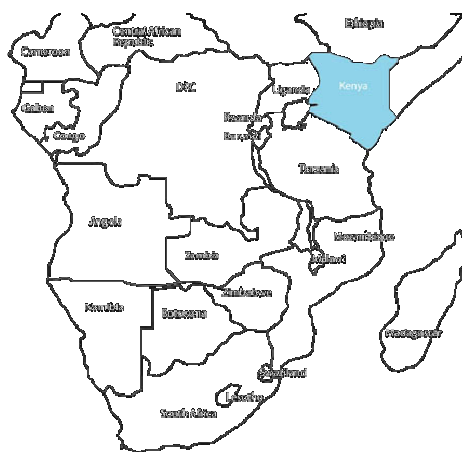 Ethiopia
Central African
Republic
Cameroon
DRC
Uganda
Kenya
Gabon
Rwanda
Burundi
Congo
Tanzania
Angola
Mozambique
Zambia
Malawi
Zimbabwe
Namibia
Botswana
Madagascar
Swaziland
Lesotho
South Africa